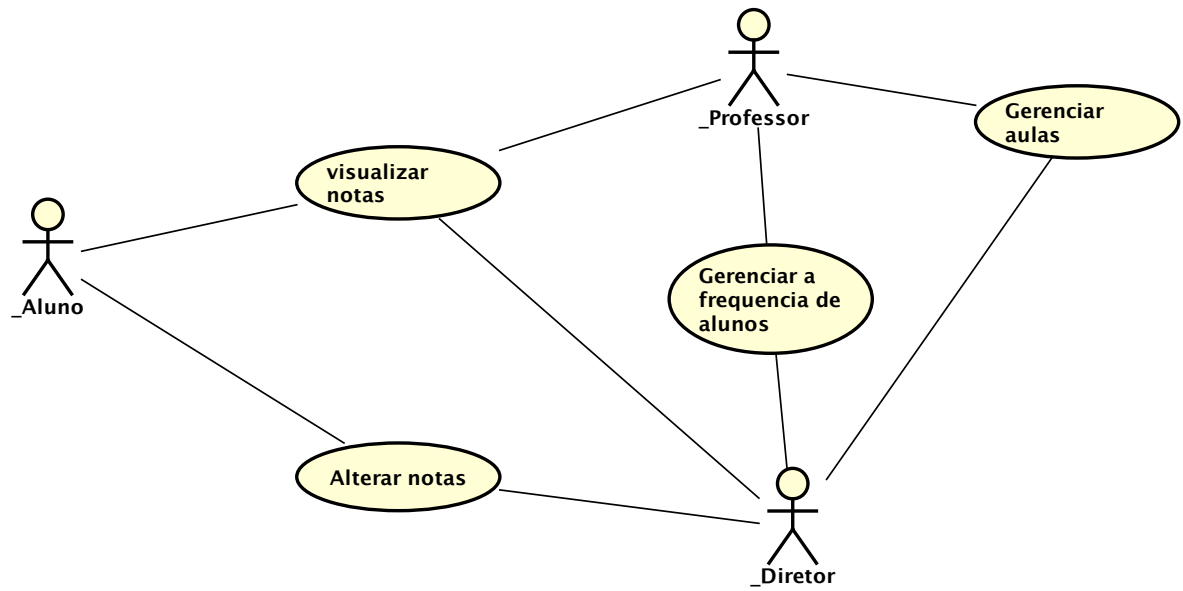 _Professor
Gerenciar
aulas
visualizar
notas
_Aluno
Gerenciar a
frequencia de
alunos
Alterar notas
_Diretor